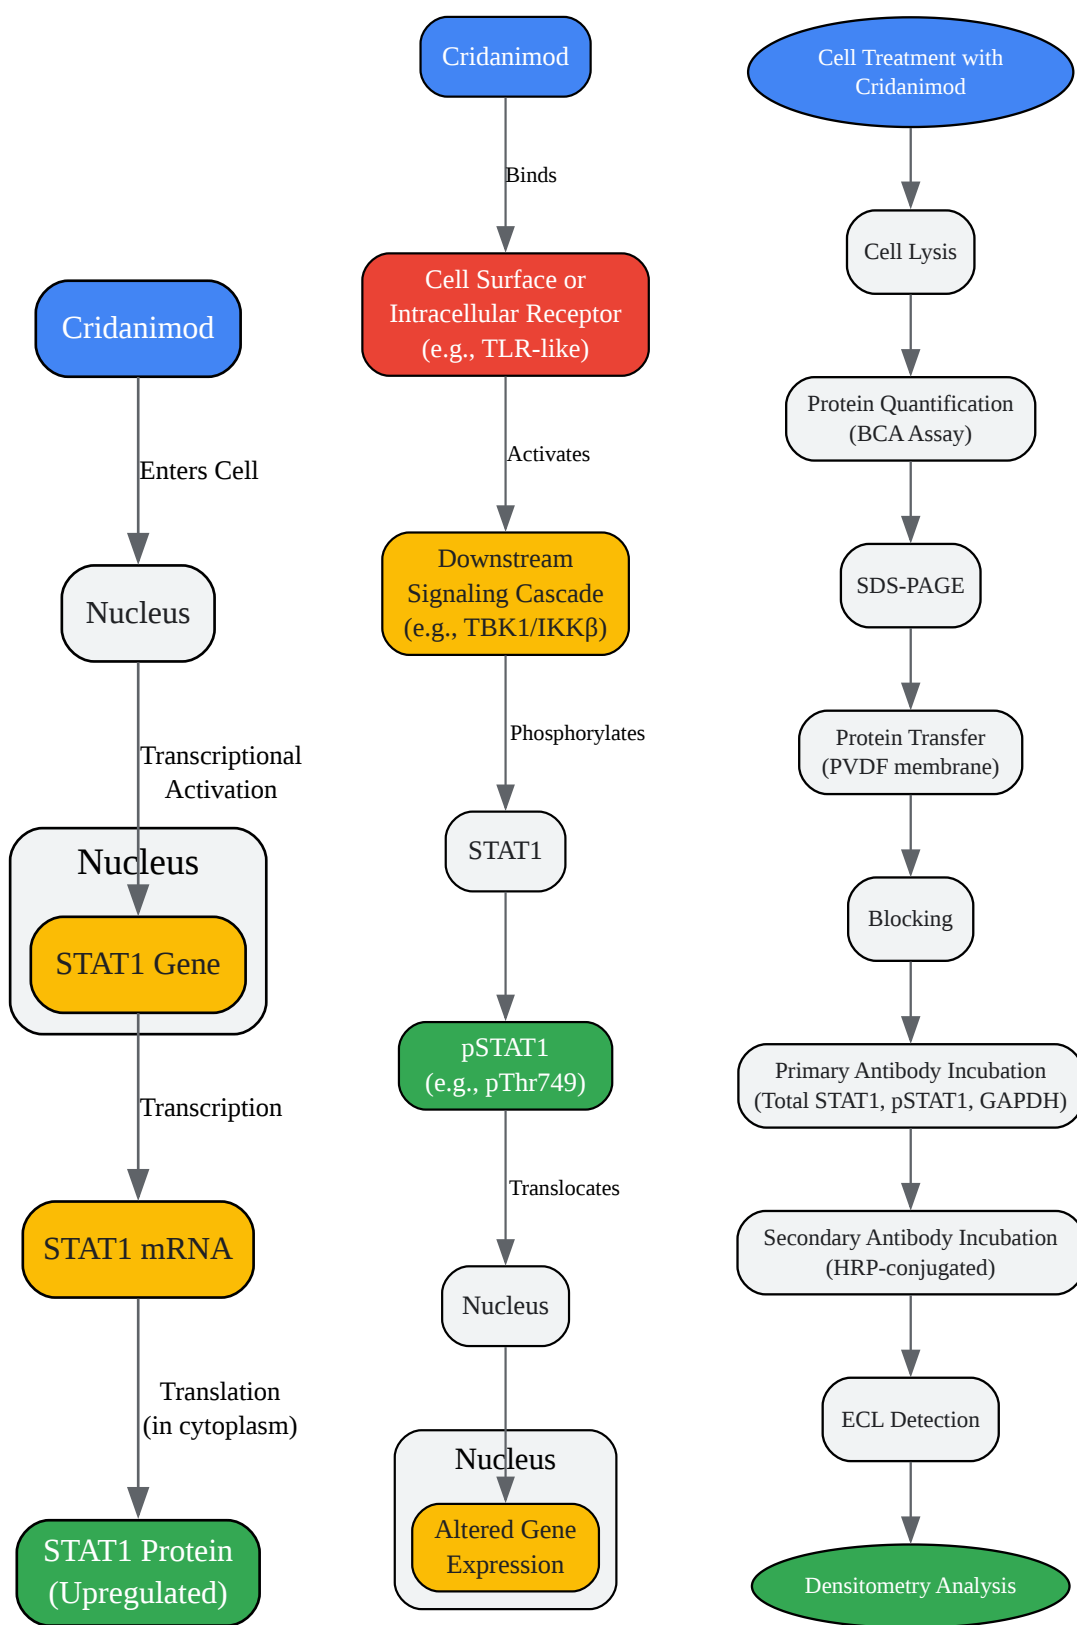 Cridanimod
Enters Cell
Nucleus
Transcriptional
Activation
Nucleus
STAT1 Gene
Transcription
STAT1 mRNA
Translation
(in cytoplasm)
STAT1 Protein
(Upregulated)
Cridanimod
Binds
Cell Surface or
Intracellular Receptor
(e.g., TLR-like)
Activates
Downstream
Signaling Cascade
(e.g., TBK1/IKKβ)
Phosphorylates
STAT1
pSTAT1
(e.g., pThr749)
Translocates
Nucleus
Nucleus
Altered Gene
Expression
Cell Treatment with
Cridanimod
Cell Lysis
Protein Quantification
(BCA Assay)
SDS-PAGE
Protein Transfer
(PVDF membrane)
Blocking
Primary Antibody Incubation
(Total STAT1, pSTAT1, GAPDH)
Secondary Antibody Incubation
(HRP-conjugated)
ECL Detection
Densitometry Analysis